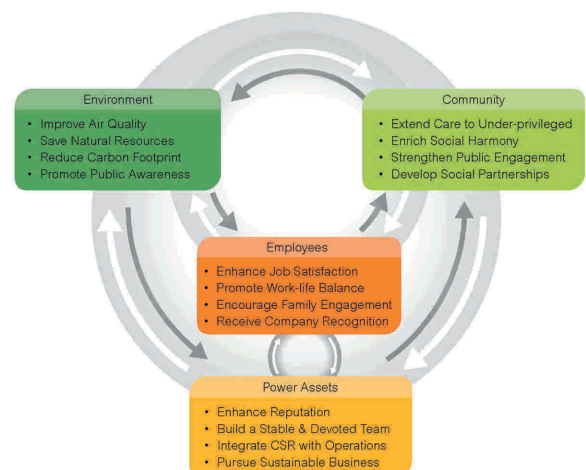 Environment
• Improve Air Quality
• Save Natural Resources
• Reduce Carbon Footprint
• Promote Public Awareness
Community
• Extend Care to Under-privileged
• Enrich Social Harmony
• Strengthen Public Engagement
• Develop Social Partnerships
Employees
• Enhance Job Satisfaction
• Promote Work-life Balance
• Encourage Family Engagement
• Receive Company Recognition
Power Assets
• Enhance Reputation
• Build a Stable & Devoted Team
• Integrate CSR with Operations
• Pursue Sustainable Business